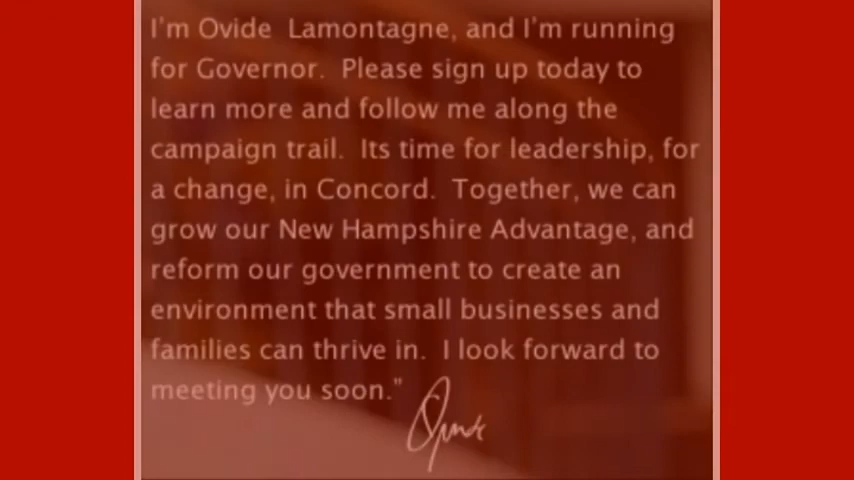 I'm Ovide Lamontagne, and I'm running
for Governor. Please sign up today to
learn more and follow me along the
campaign trail. Its time for leadership, for
a change, in Concord. Together, we can
grow our New Hampshire Advantage, and
reform our government to create an
environment that small businesses and
families can thrive in. I look forward to
meeting you soon."
Ovide